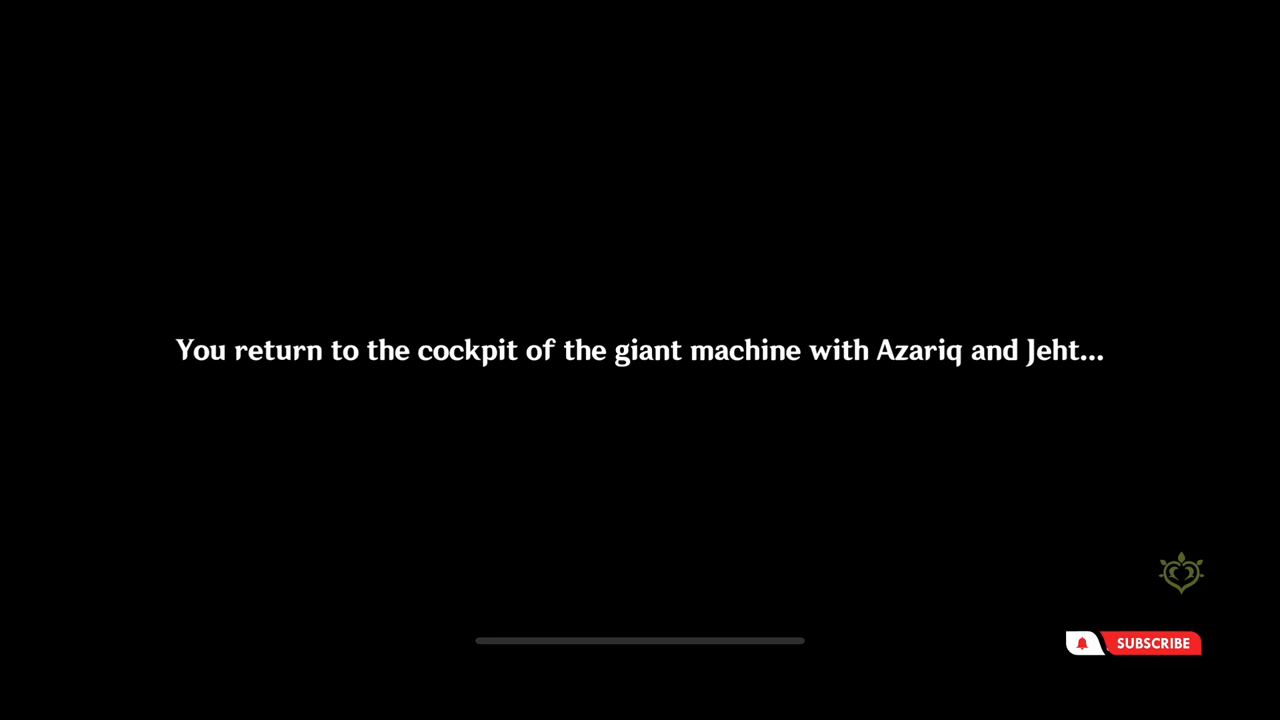 You return to the cockpit of the giant machine with Azariq and Jeht...
SUBSCRIBE